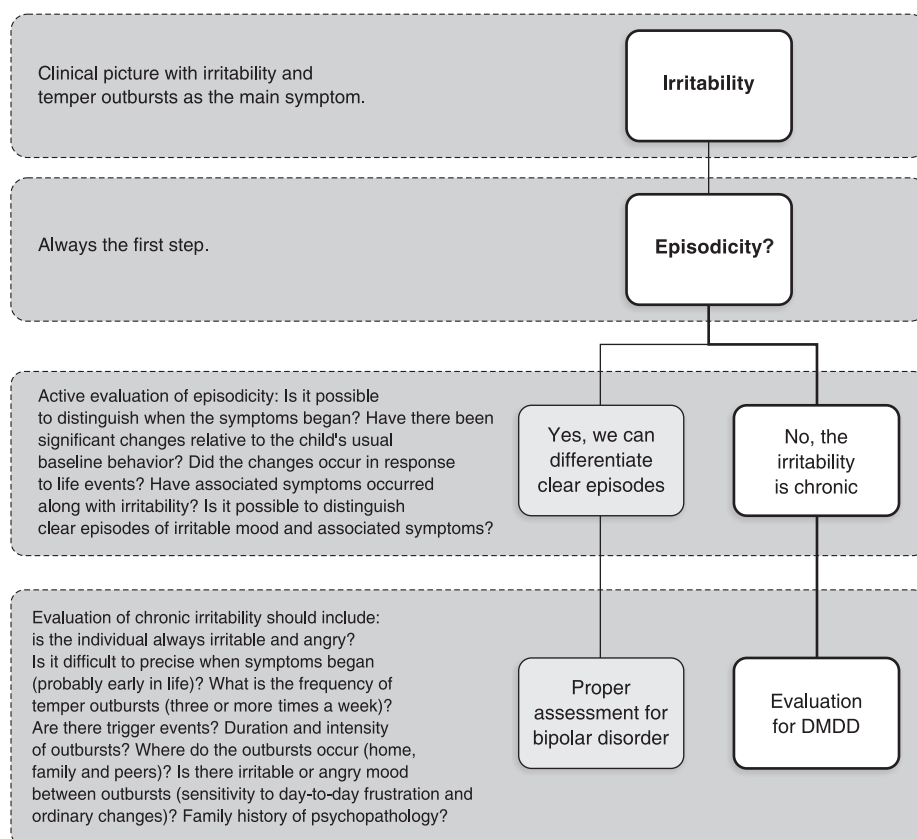 Clinical picture with irritability and
temper outbursts as the main symptom.
Irritability
Always the first step.
Episodicity?
Active evaluation of episodicity: Is it possible
to distinguish when the symptoms began? Have there been
significant changes relative to the child's usual
baseline behavior? Did the changes occur in response
to life events? Have associated symptoms occurred
along with irritability? Is it possible to distinguish
clear episodes of irritable mood and associated symptoms?
Yes, we can
differentiate
clear episodes
No, the
irritability
is chronic
Evaluation of chronic irritability should include:
is the individual always irritable and angry?
Is it difficult to precise when symptoms began
(probably early in life)? What is the frequency of
temper outbursts (three or more times a week)?
Are there trigger events? Duration and intensity
of outbursts? Where do the outbursts occur (home,
family and peers)? Is there irritable or angry mood
between outbursts (sensitivity to day-to-day frustration and
ordinary changes)? Family history of psychopathology?
Proper
assessment for
bipolar disorder
Evaluation
for DMDD